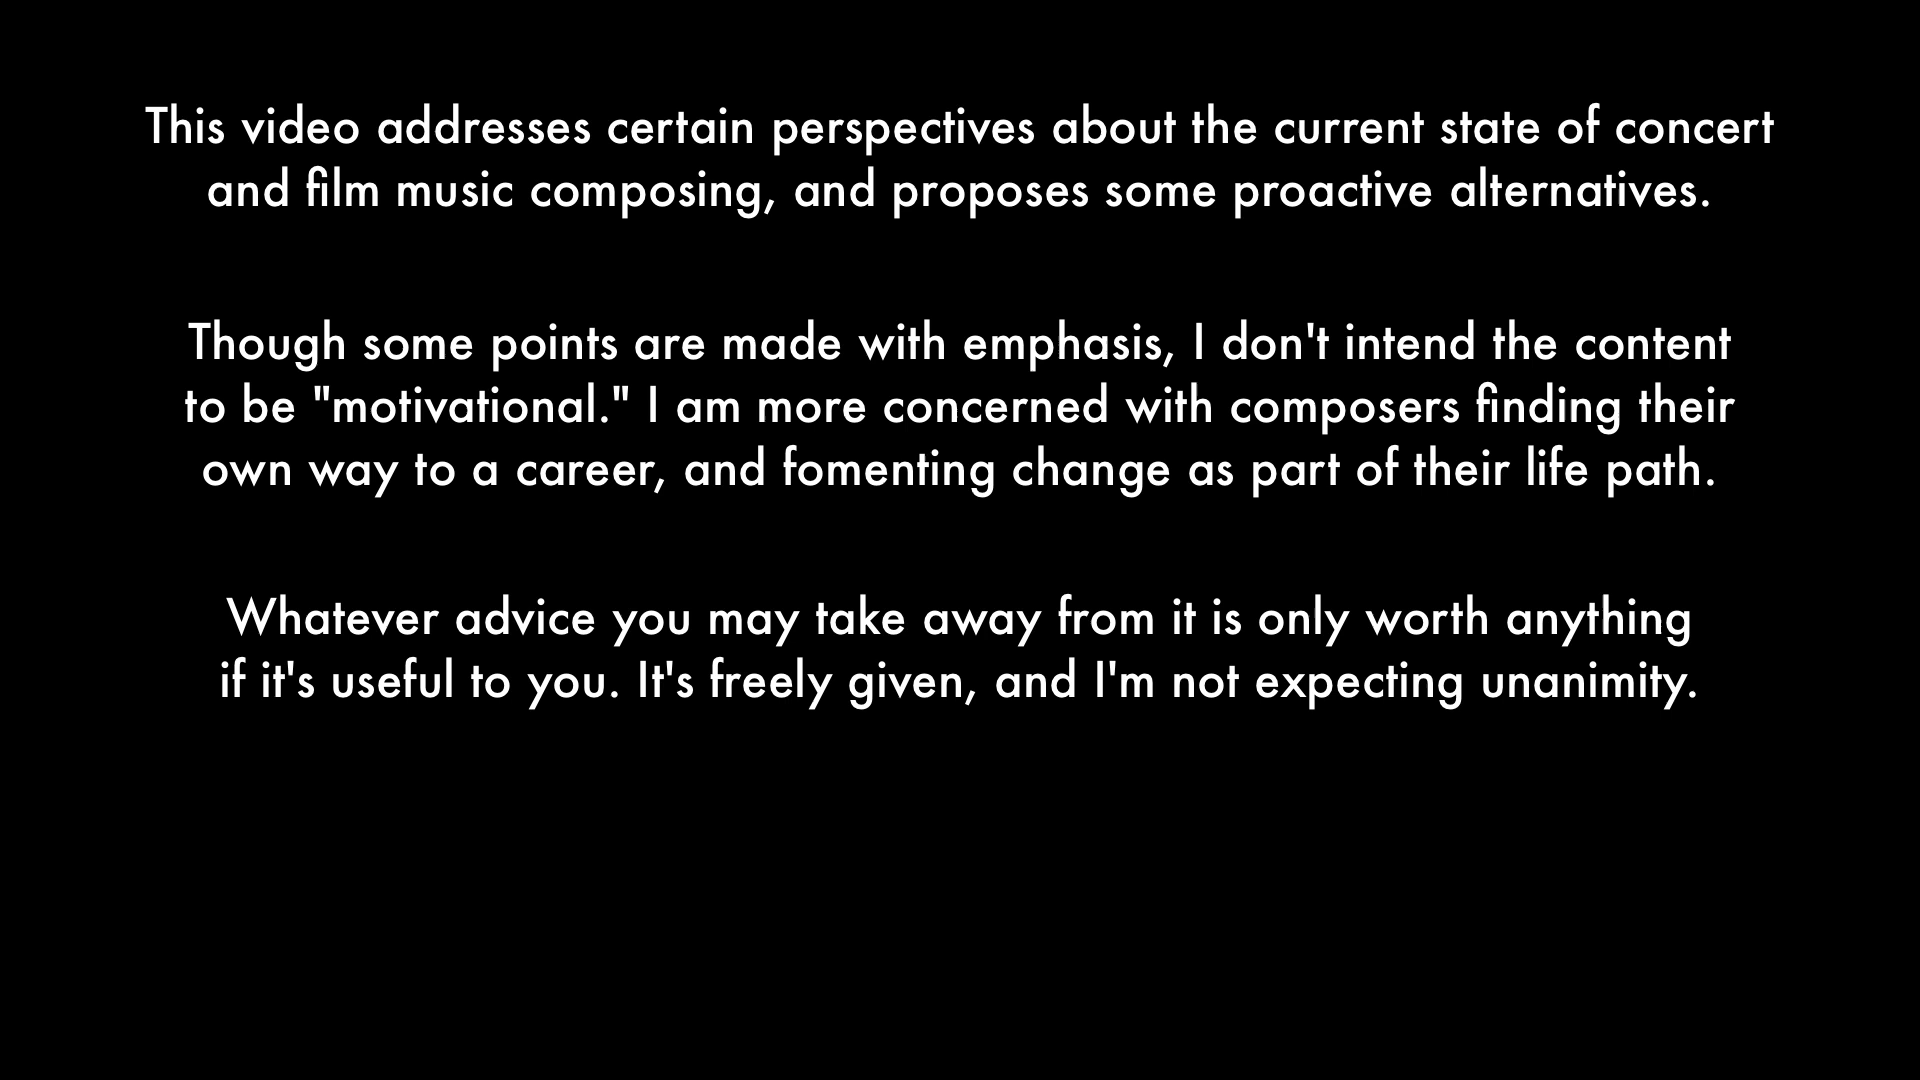 This video addresses certain perspectives about the current state of concert
and film music composing, and proposes some proactive alternatives.
Though some points are made with emphasis, I don't intend the content
to be "motivational." I am more concerned with composers finding their
own way to a career, and fomenting change as part of their life path.
Whatever advice you may take away from it is only worth anything
if it's useful to you. It's freely given, and I'm not expecting unanimity.